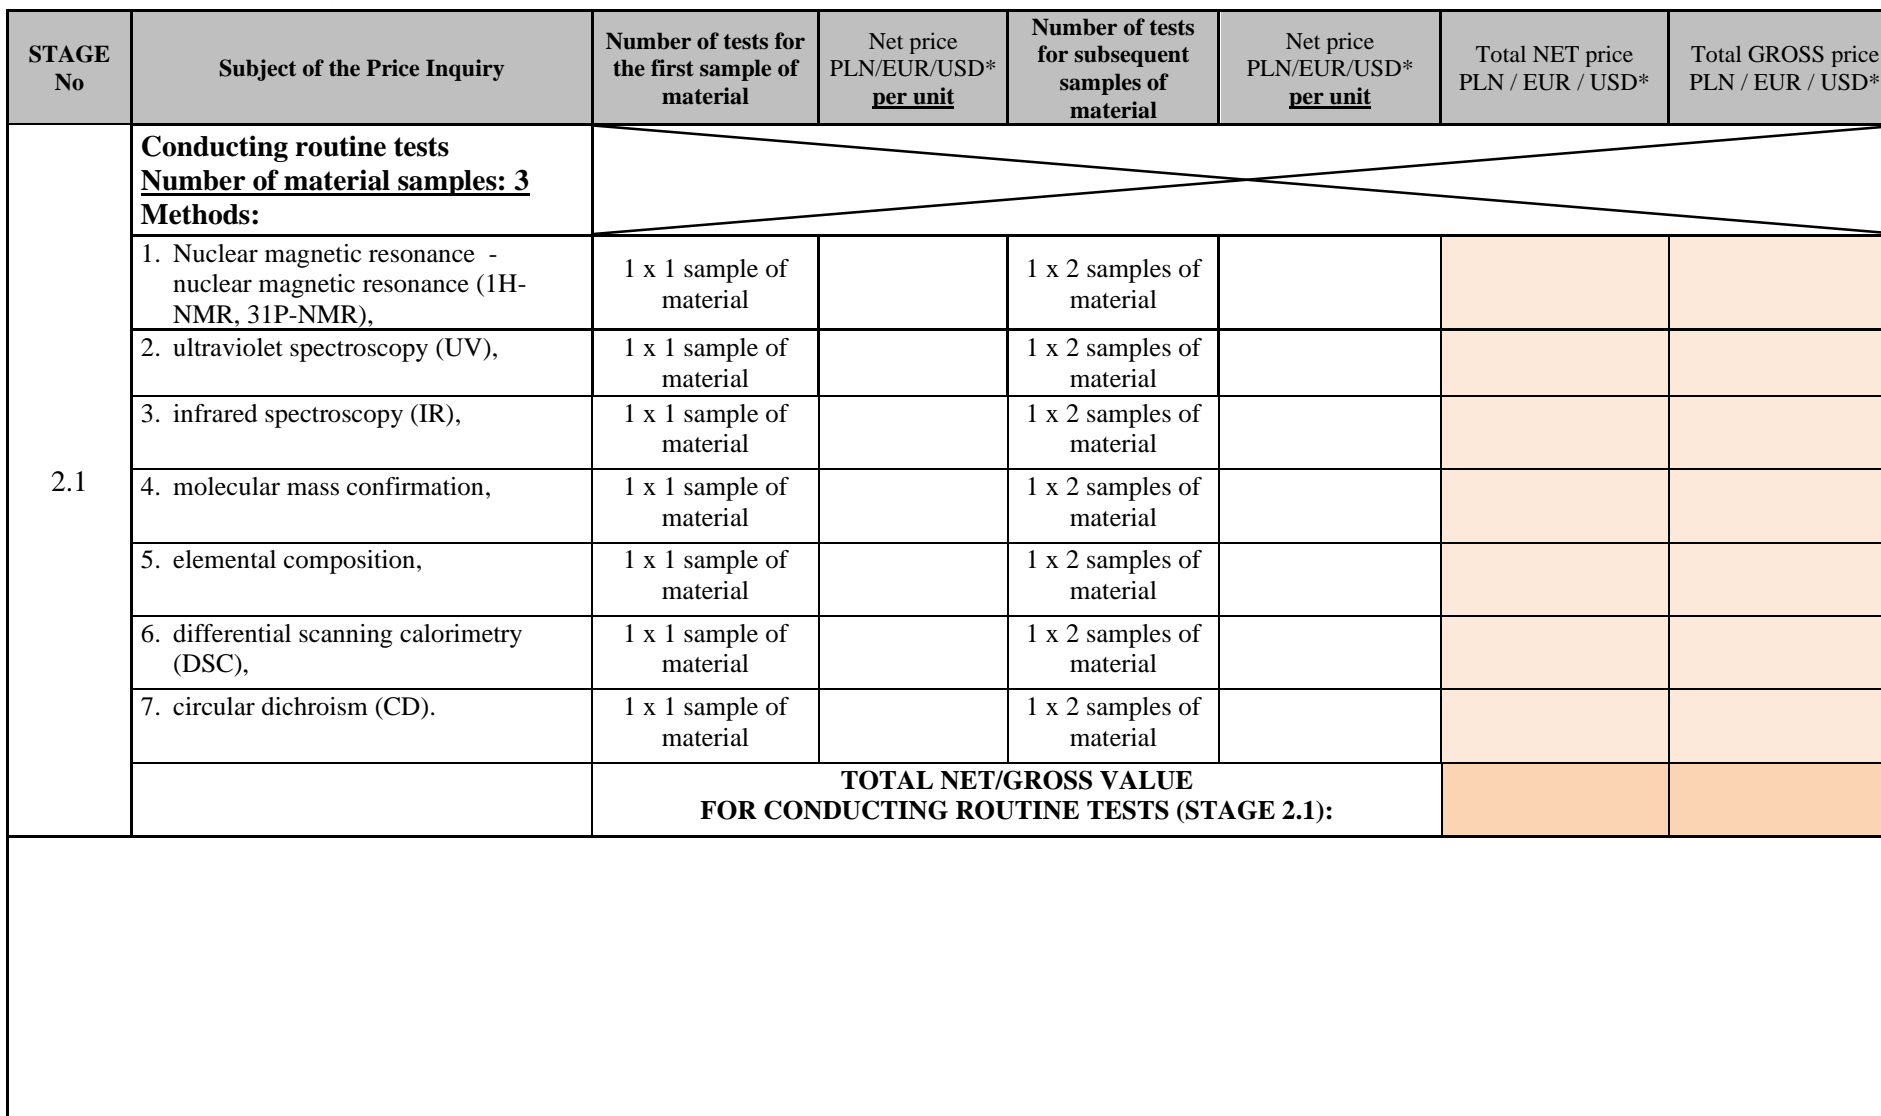 STAGE
No
Subject of the Price Inquiry
Number of tests for
the first sample of
material
Net price
PLN/EUR/USD*
per unit
Number of tests
for subsequent
samples of
material
Net price
PLN/EUR/USD*
per unit
Total NET price
PLN / EUR / USD*
Total GROSS price
PLN / EUR / USD*
2.1
Conducting routine tests
Number of material samples: 3
Methods:
1. Nuclear magnetic resonance -
nuclear magnetic resonance (1H-
NMR, 31P-NMR),
1 x 1 sample of
material
1 x 2 samples of
material
2. ultraviolet spectroscopy (UV),
1 x 1 sample of
material
1 x 2 samples of
material
3. infrared spectroscopy (IR),
1 x 1 sample of
material
1 x 2 samples of
material
4. molecular mass confirmation,
1 x 1 sample of
material
1 x 2 samples of
material
5. elemental composition,
1 x 1 sample of
material
1 x 2 samples of
material
6. differential scanning calorimetry
(DSC),
1 x 1 sample of
material
1 x 2 samples of
material
7. circular dichroism (CD).
1 x 1 sample of
material
1 x 2 samples of
material
TOTAL NET/GROSS VALUE
FOR CONDUCTING ROUTINE TESTS (STAGE 2.1):